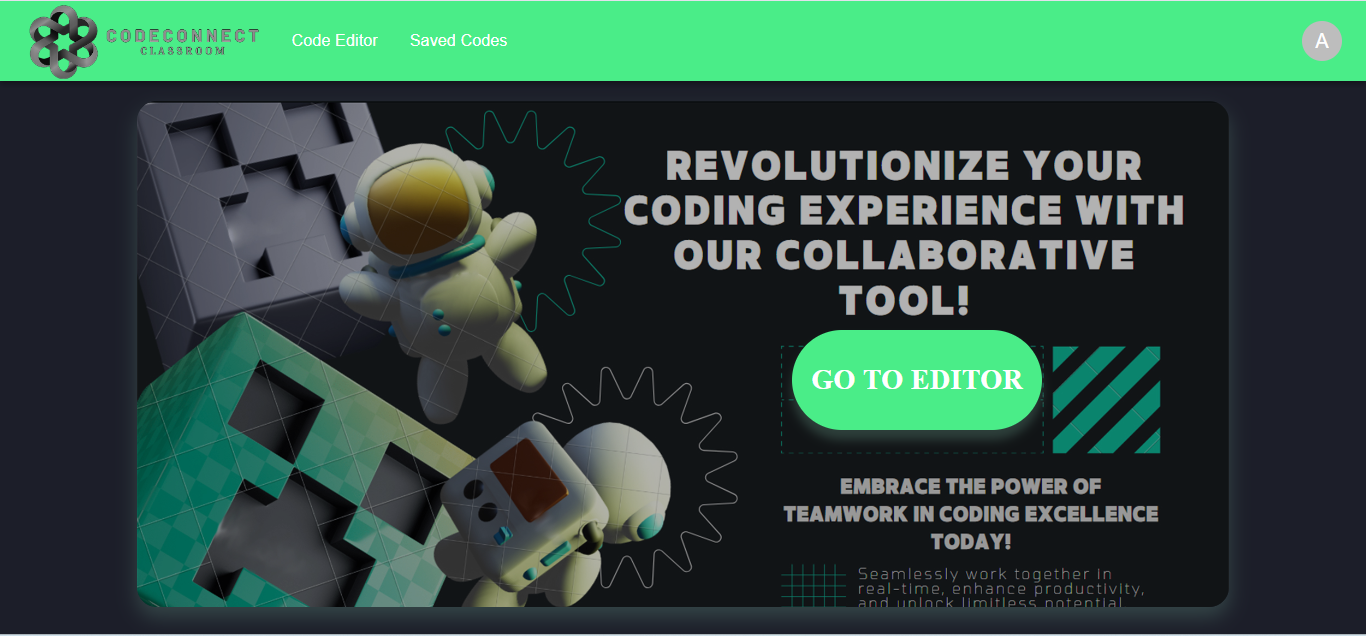 CODECONNECT
CLASSROOM
Code Editor
Saved Codes
A
REVOLUTIONIZE YOUR
CODING EXPERIENCE WITH
OUR COLLABORATIVE
TOOL!
GO TO EDITOR
EMBRACE THE POWER OF
TEAMWORK IN CODING EXCELLENCE
TODAY!
Seamlessly work together in
real-time, enhance productivity,
and unlock limitless potential